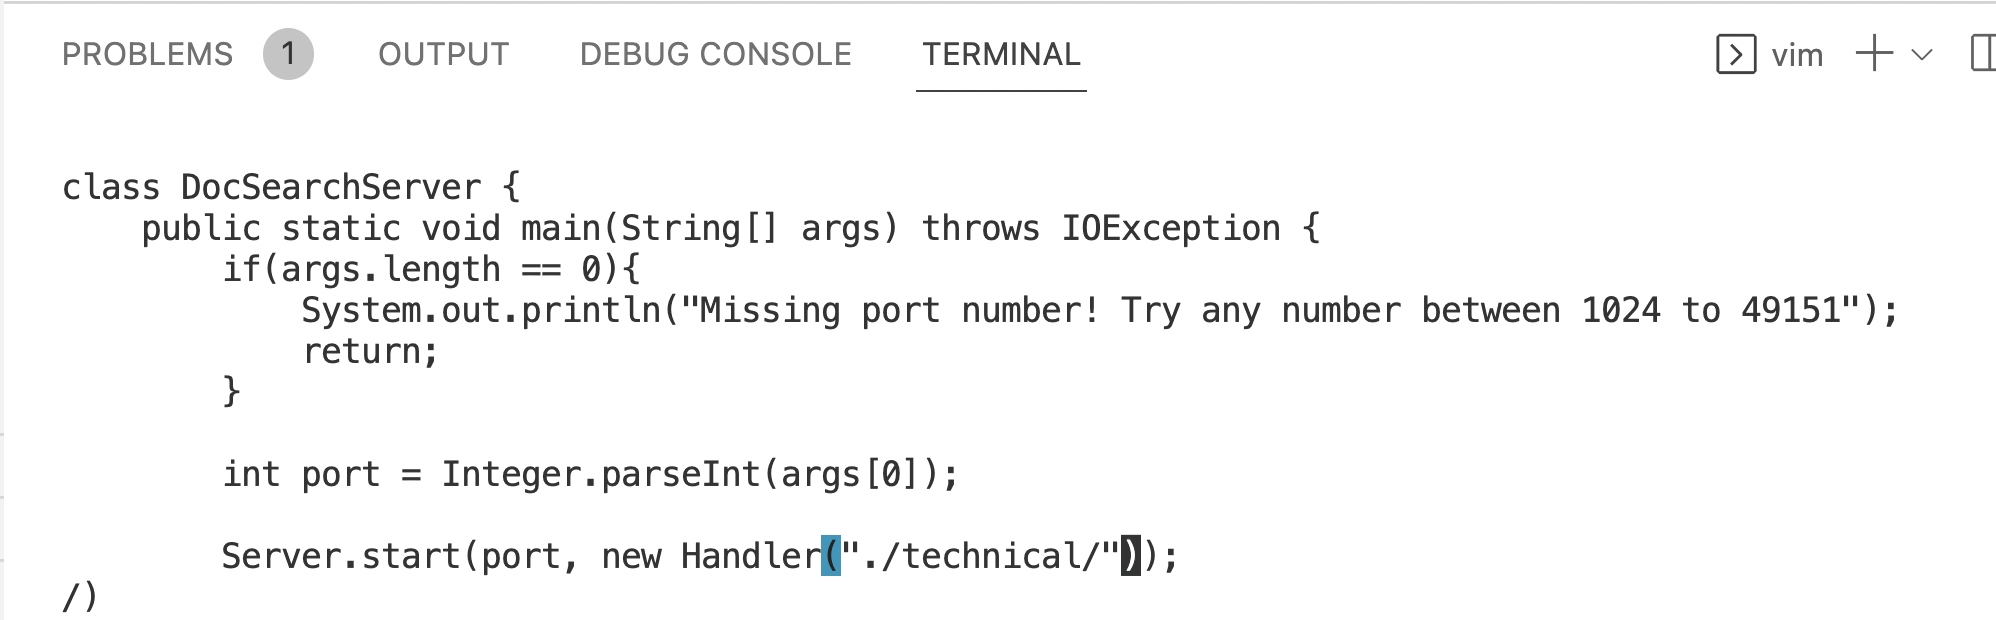 PROBLEMS 1 OUTPUT DEBUG CONSOLE TERMINAL vim
class DocSearchServer {
    public static void main(String[] args) throws IOException {
        if(args.length == 0){
            System.out.println("Missing port number! Try any number between 1024 to 49151");
            return;
        }
        int port = Integer.parseInt(args[0]);
        Server.start(port, new Handler("./technical/"));
/)